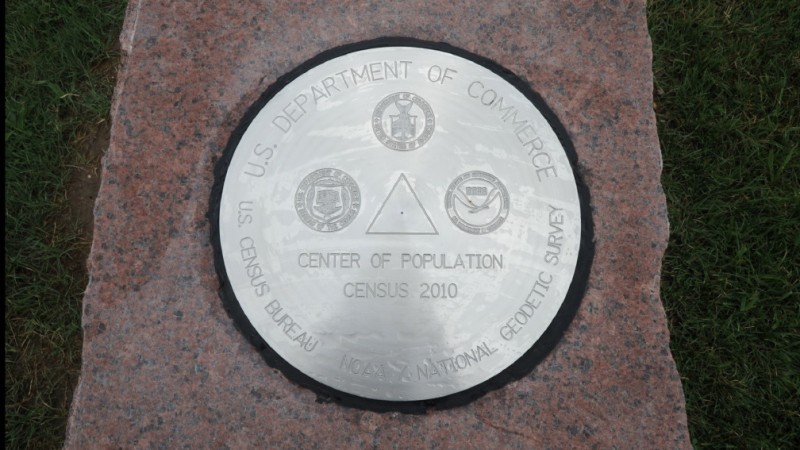 U.S. DEPARTMENT OF COMMERCE
CENTER OF POPULATION
CENSUS 2010
U.S. CENSUS BUREAU
NOAA / NATIONAL GEODETIC SURVEY